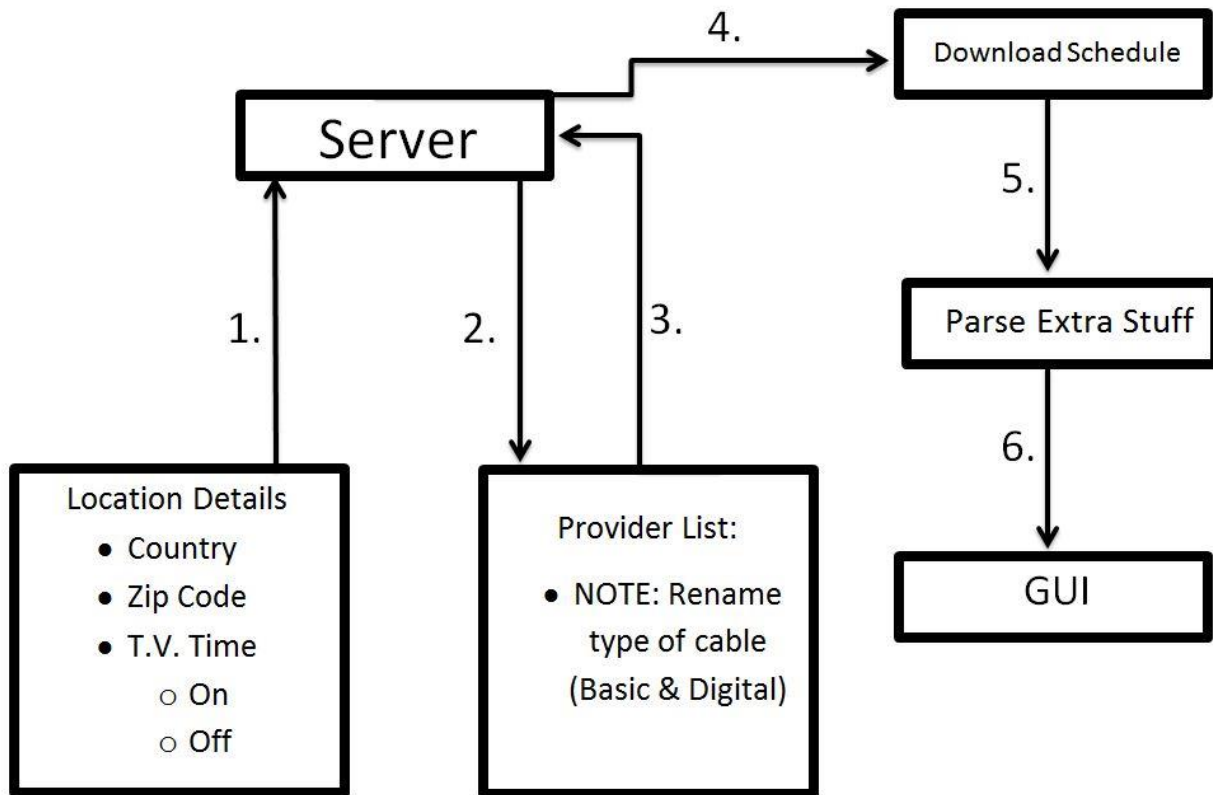 4.
Download Schedule
Server
5.
1.
2.
3.
Parse Extra Stuff
6.
Location Details
• Country
• Zip Code
• T.V. Time
o On
o Off
Provider List:
• NOTE: Rename
type of cable
(Basic & Digital)
GUI